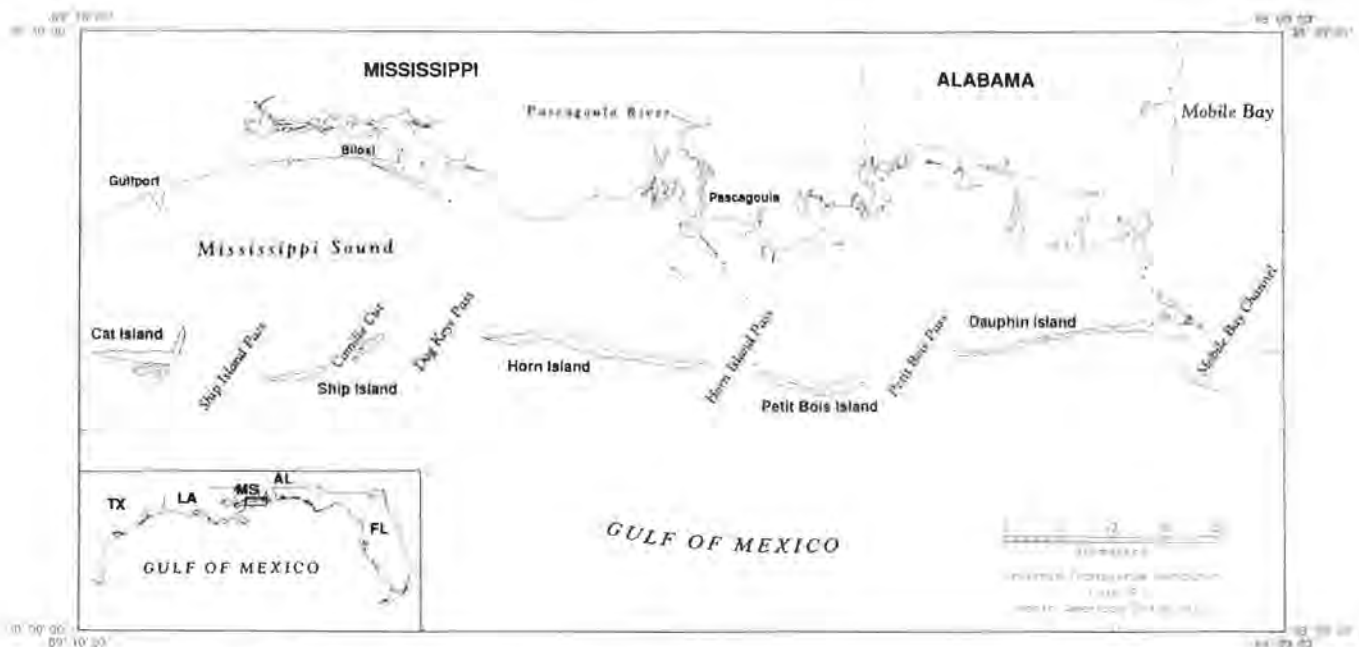 MISSISSIPPI
ALABAMA
Pascagoula River
Mobile Bay
Biloxi
Gulfport
Pascagoula
Mississippi Sound
Cat Island
Ship Island Pass
Camille Cut
Dog Keys Pass
Ship Island
Horn Island
Horn Island Pass
Petit Bois Island
Petit Bois Pass
Dauphin Island
Mobile Bay Channel
TX
LA
MS
AL
FL
GULF OF MEXICO
GULF OF MEXICO